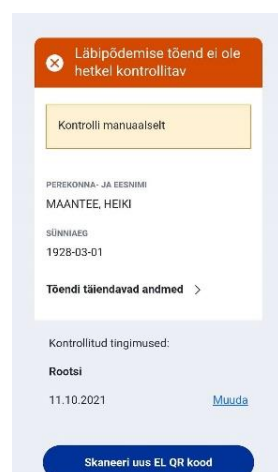 Läbipõdemise tõend ei ole
hetkel kontrollitav
Kontrolli manuaalselt
PEREKONNA- JA EESNIMI
MAANTEE, HEIKI
SÜNNIAEG
1928-03-01
Tõendi täiendavad andmed
Kontrollitud tingimused:
Rootsi
11.10.2021 Muuda
Skaneeri uus EL QR kood